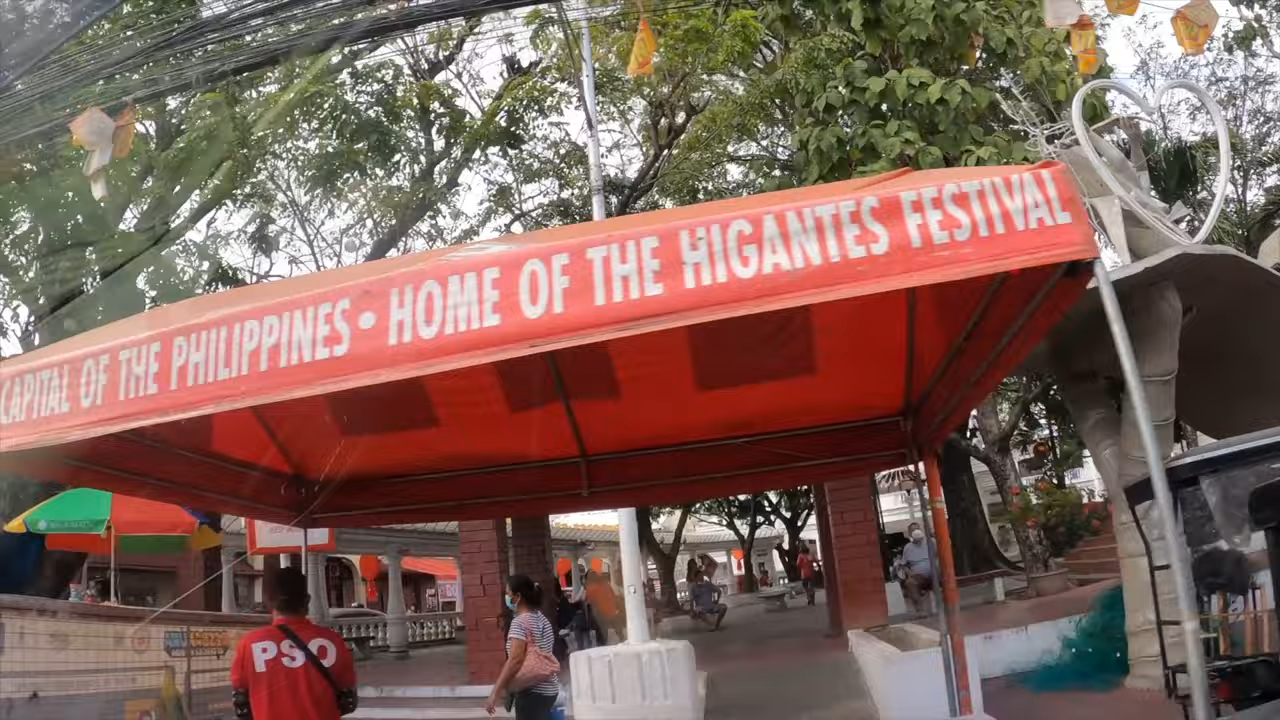 CAPITAL OF THE PHILIPPINES • HOME OF THE HIGANTES FESTIVAL
PSO